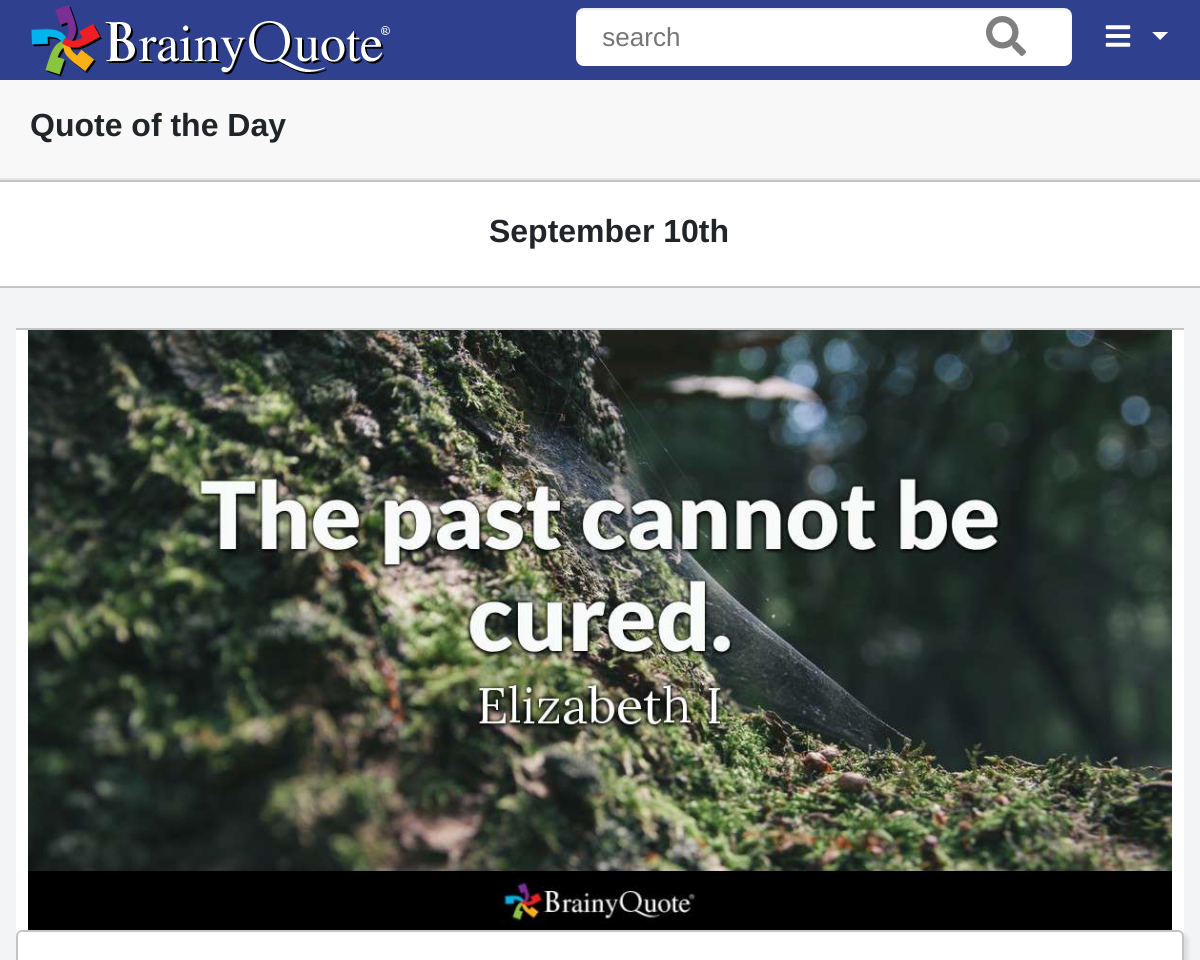 BrainyQuote®
search
Quote of the Day
September 10th
The past cannot be
cured.
Elizabeth I
BrainyQuote®